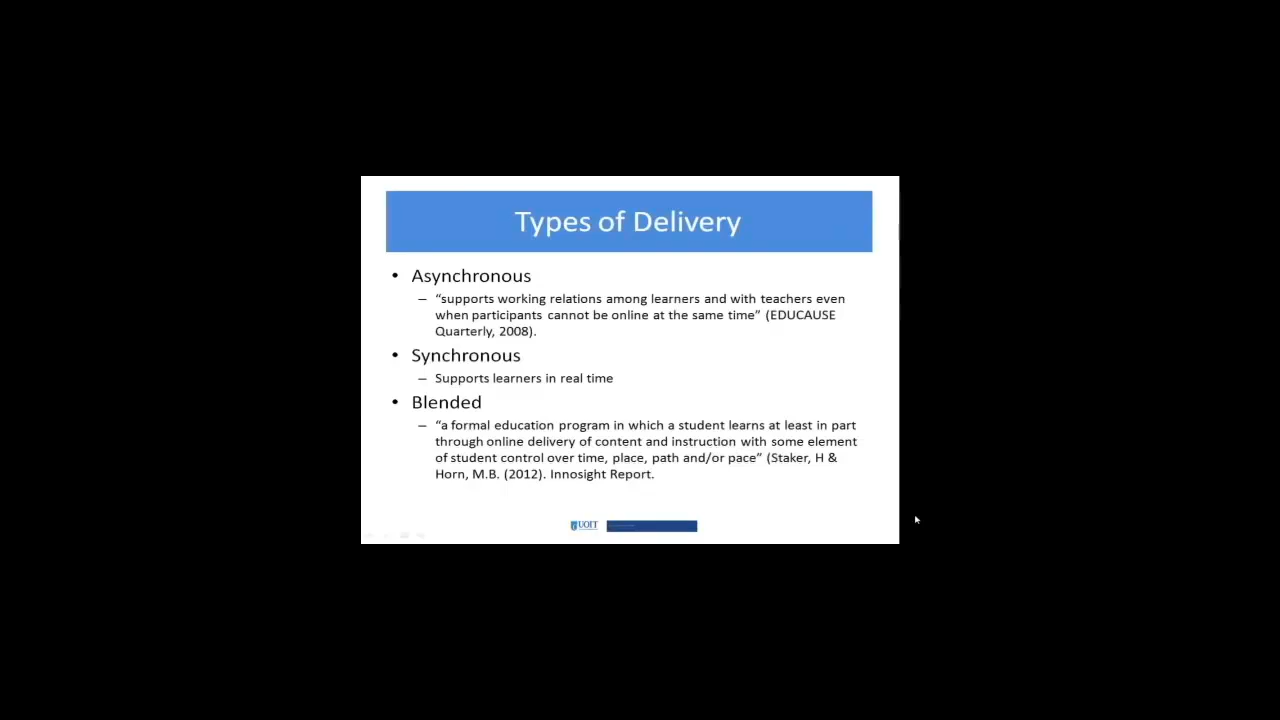 Types of Delivery
• Asynchronous
– “supports working relations among learners and with teachers even
when participants cannot be online at the same time” (EDUCAUSE
Quarterly, 2008).
• Synchronous
– Supports learners in real time
• Blended
– “a formal education program in which a student learns at least in part
through online delivery of content and instruction with some element
of student control over time, place, path and/or pace” (Staker, H &
Horn, M.B. (2012). Innosight Report.
UOIT